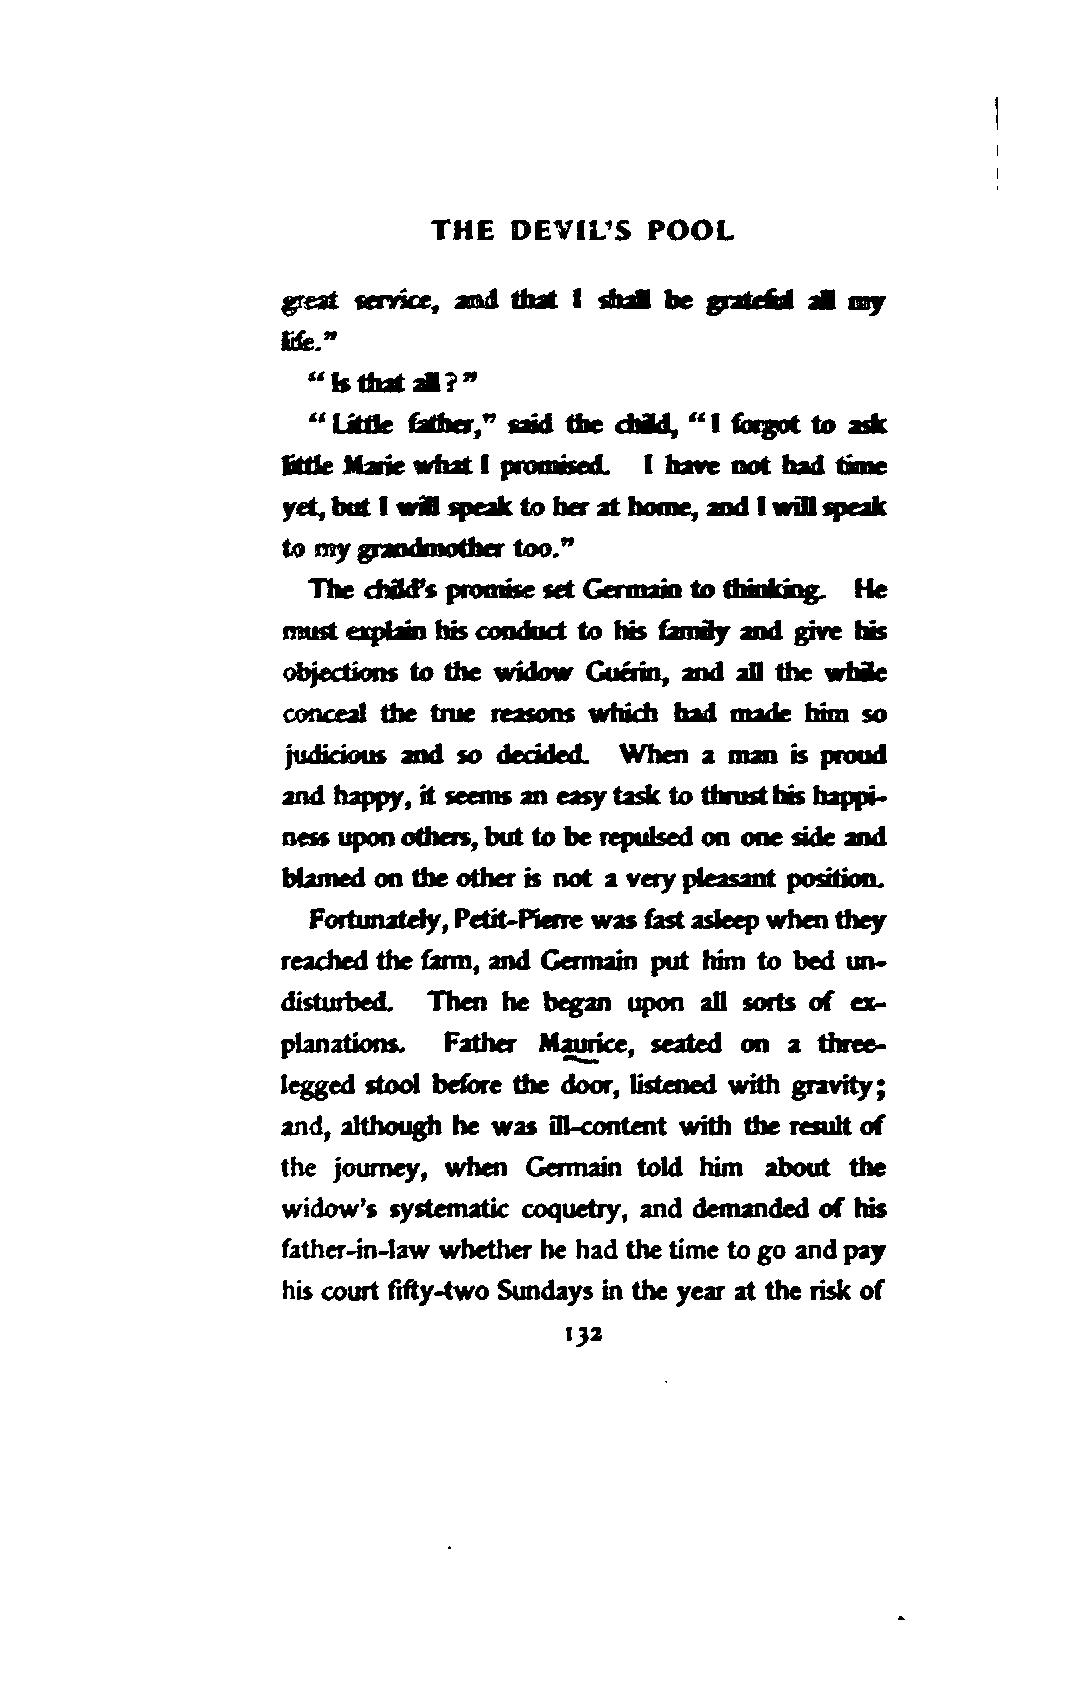 THE DEVIL'S POOL
great service, and that I shall be grateful all my
life."
"Is that all?"
"Little father," said the child, "I forgot to ask
little Marie what I promised. I have not had time
yet, but I will speak to her at home, and I will speak
to my grandmother too."
The child's promise set Germain to thinking. He
must explain his conduct to his family and give his
objections to the widow Guérin, and all the while
conceal the true reasons which had made him so
judicious and so decided. When a man is proud
and happy, it seems an easy task to thrust his happi-
ness upon others, but to be repulsed on one side and
blamed on the other is not a very pleasant position.
Fortunately, Petit-Pierre was fast asleep when they
reached the farm, and Germain put him to bed un-
disturbed. Then he began upon all sorts of ex-
planations. Father Maurice, seated on a three-
legged stool before the door, listened with gravity;
and, although he was ill-content with the result of
the journey, when Germain told him about the
widow's systematic coquetry, and demanded of his
father-in-law whether he had the time to go and pay
his court fifty-two Sundays in the year at the risk of
132